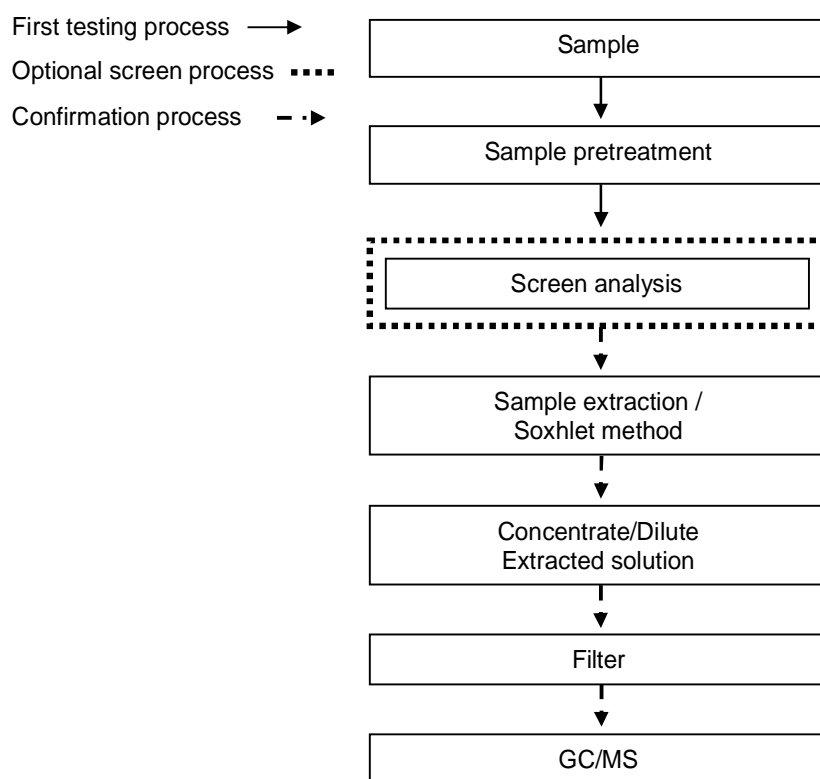 First testing process
Optional screen process
Confirmation process
Sample
Sample pretreatment
Screen analysis
Sample extraction /
Soxhlet method
Concentrate/Dilute
Extracted solution
Filter
GC/MS